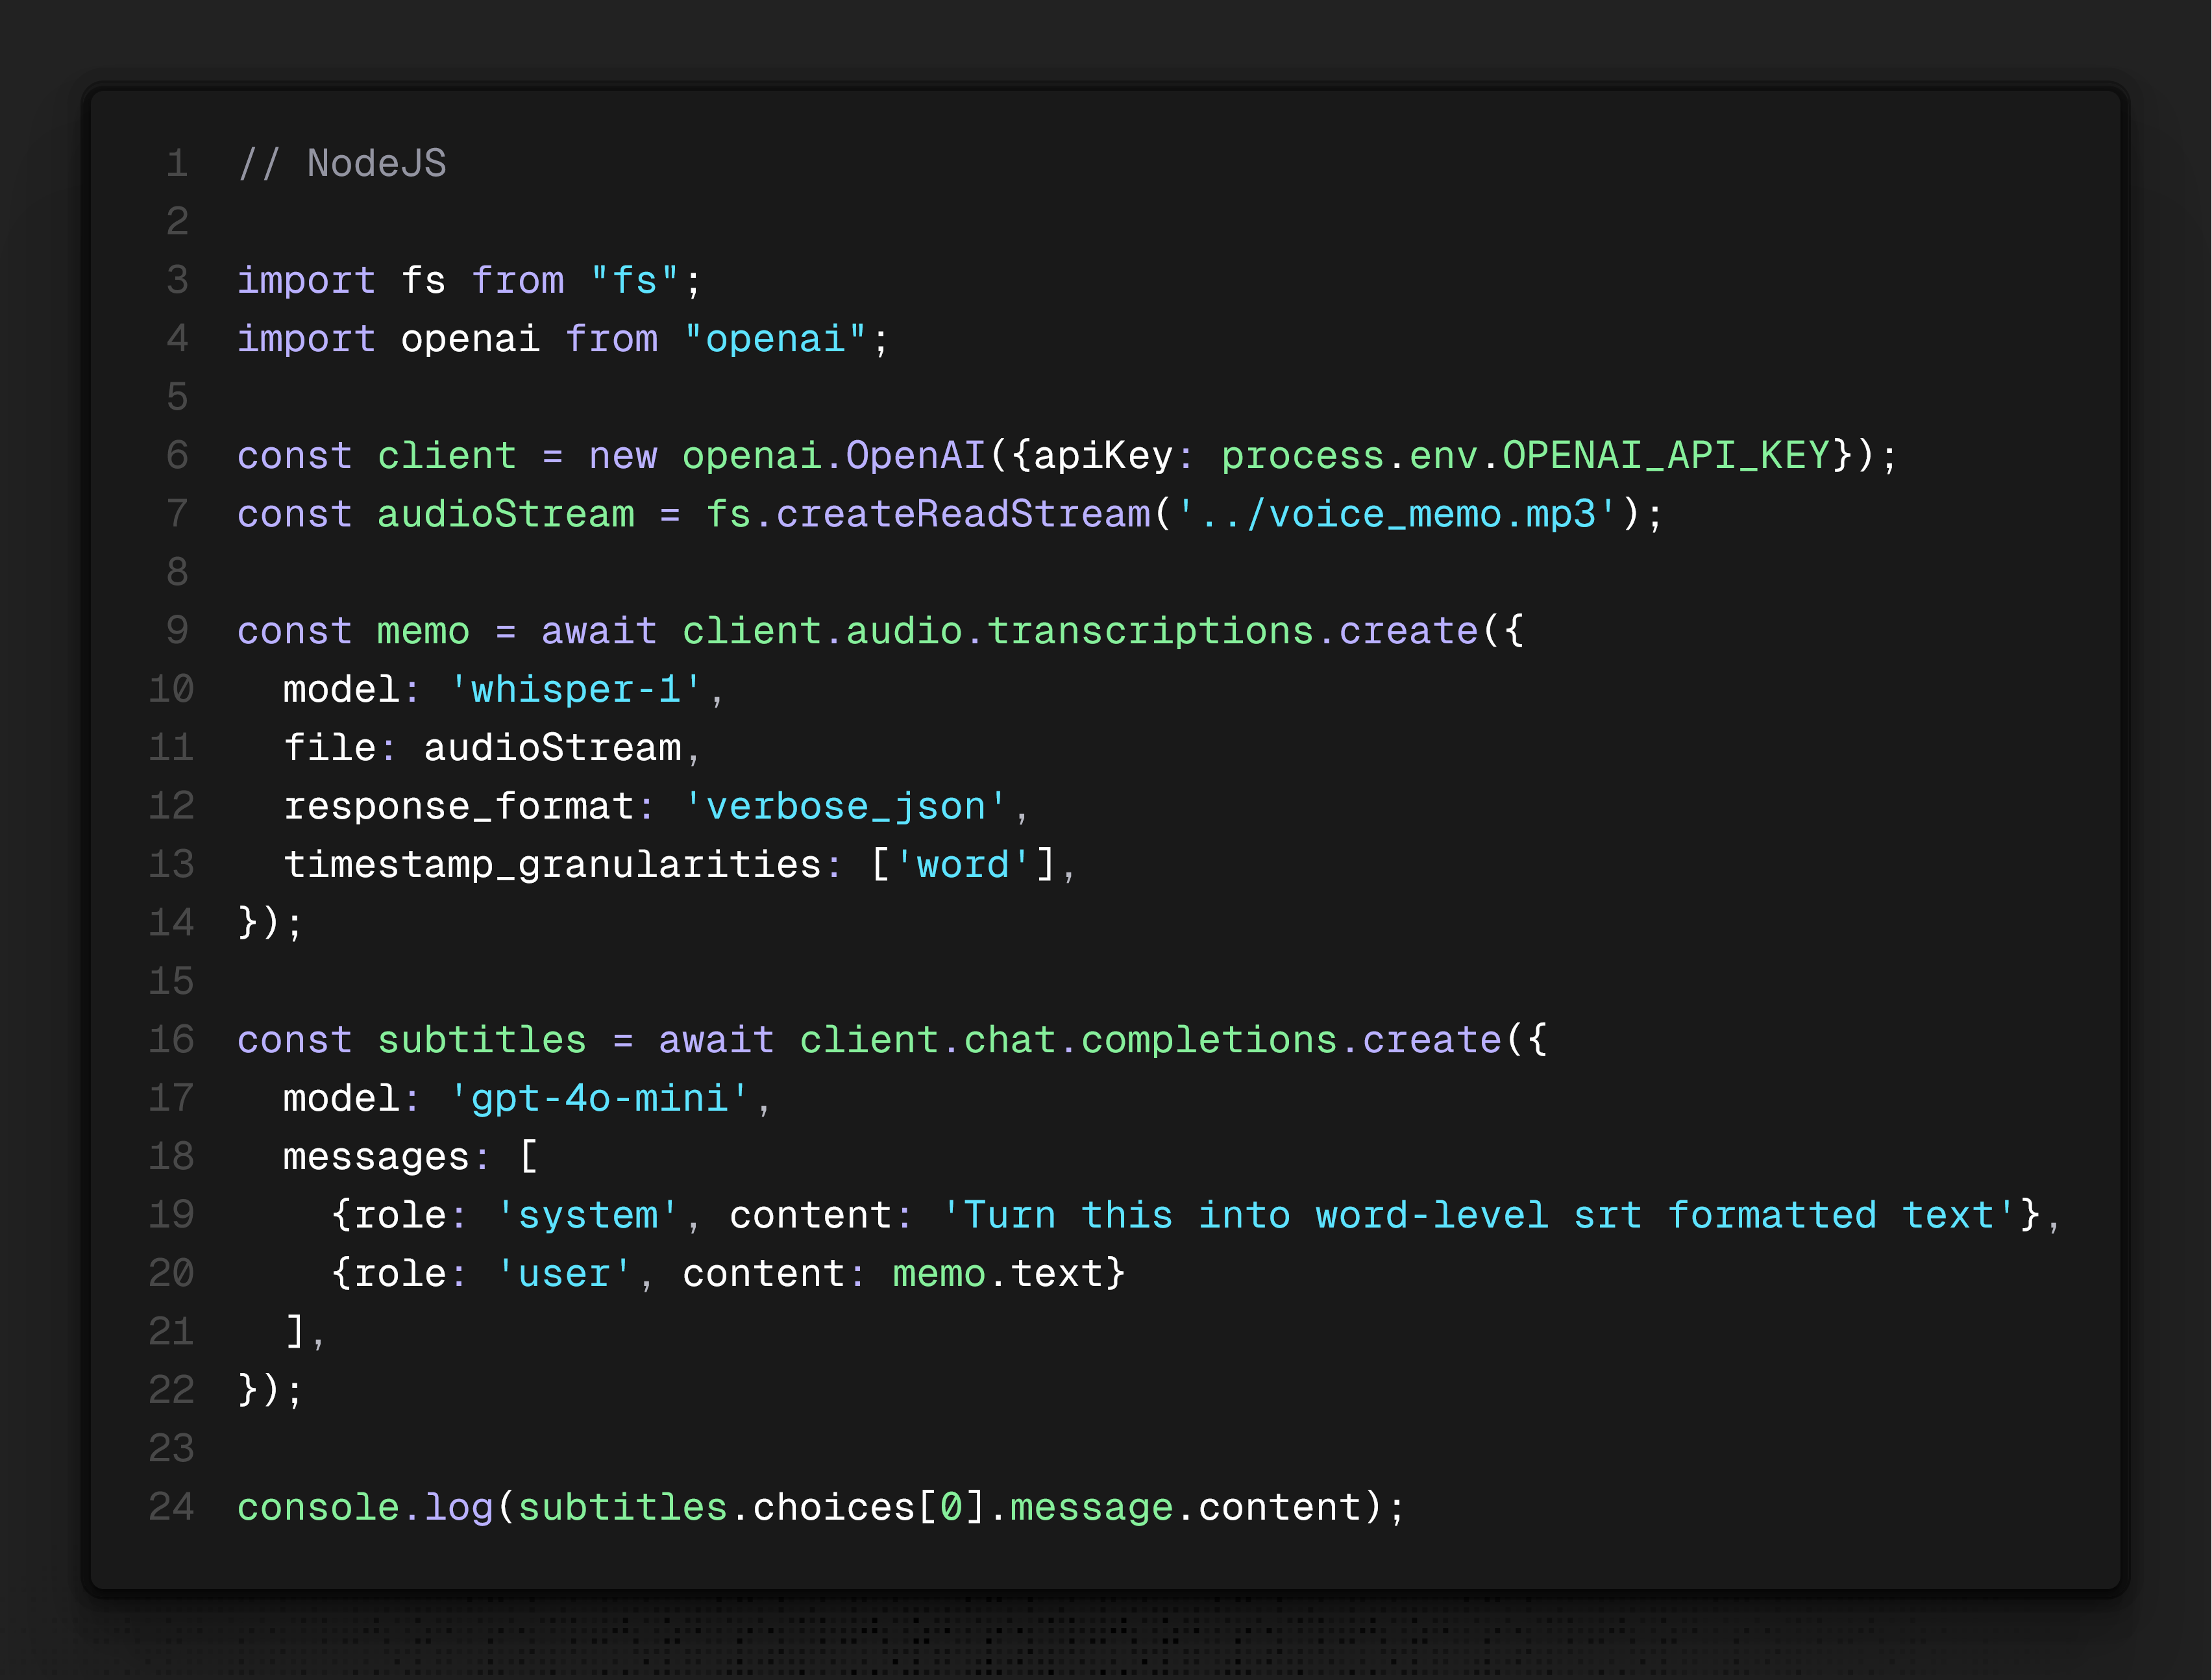 1 // NodeJS
2
3 import fs from "fs";
4 import openai from "openai";
5
6 const client = new openai.OpenAI({apiKey: process.env.OPENAI_API_KEY});
7 const audioStream = fs.createReadStream('../voice_memo.mp3');
8
9 const memo = await client.audio.transcriptions.create({
10   model: 'whisper-1',
11   file: audioStream,
12   response_format: 'verbose_json',
13   timestamp_granularities: ['word'],
14 });
15
16 const subtitles = await client.chat.completions.create({
17   model: 'gpt-4o-mini',
18   messages: [
19     {role: 'system', content: 'Turn this into word-level srt formatted text'},
20     {role: 'user', content: memo.text}
21   ],
22 });
23
24 console.log(subtitles.choices[0].message.content);